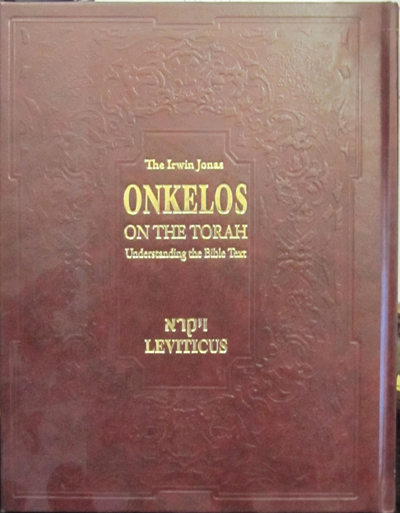 The Irwin Jonas
ONKELOS
ON THE TORAH
Understanding the Bible Text
ויקרא
LEVITICUS